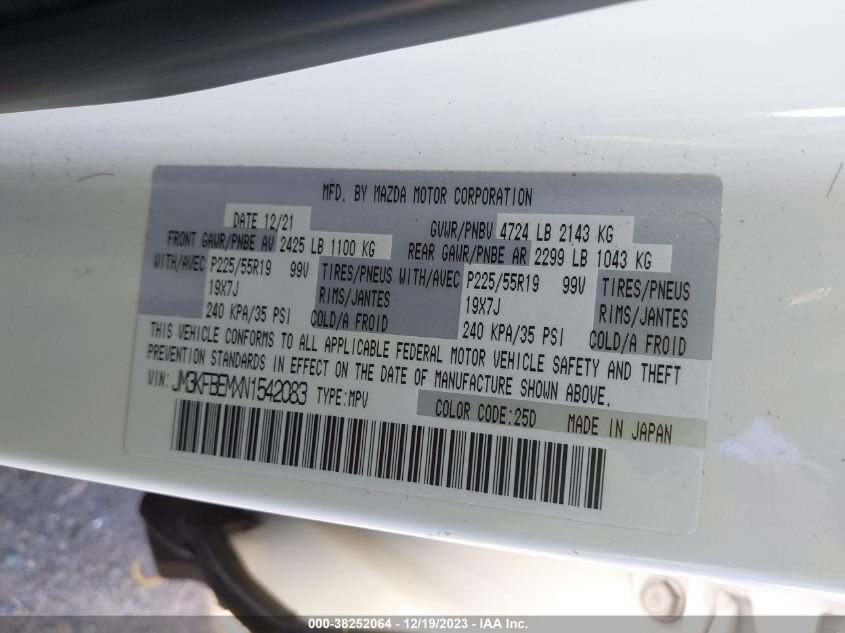 MFD. BY MAZDA MOTOR CORPORATION
DATE 12/21 GVWR/PNBV 4724 LB 2143 KG
FRONT GAWR/PNBE AV 2425 LB 1100 KG REAR GAWR/PNBE AR 2299 LB 1043 KG
WITH/AVEC P225/55R19 99V TIRES/PNEUS WITH/AVEC P225/55R19 99V TIRES/PNEUS
19X7J RIMS/JANTES 19X7J RIMS/JANTES
240 KPA/35 PSI COLD/A FROID 240 KPA/35 PSI COLD/A FROID
THIS VEHICLE CONFORMS TO ALL APPLICABLE FEDERAL MOTOR VEHICLE SAFETY AND THEFT
PREVENTION STANDARDS IN EFFECT ON THE DATE OF MANUFACTURE SHOWN ABOVE.
VIN: JM3KFBEMXN1542083 TYPE:MPV
COLOR CODE:25D MADE IN JAPAN
000-38252064 - 12/19/2023 - IAA Inc.